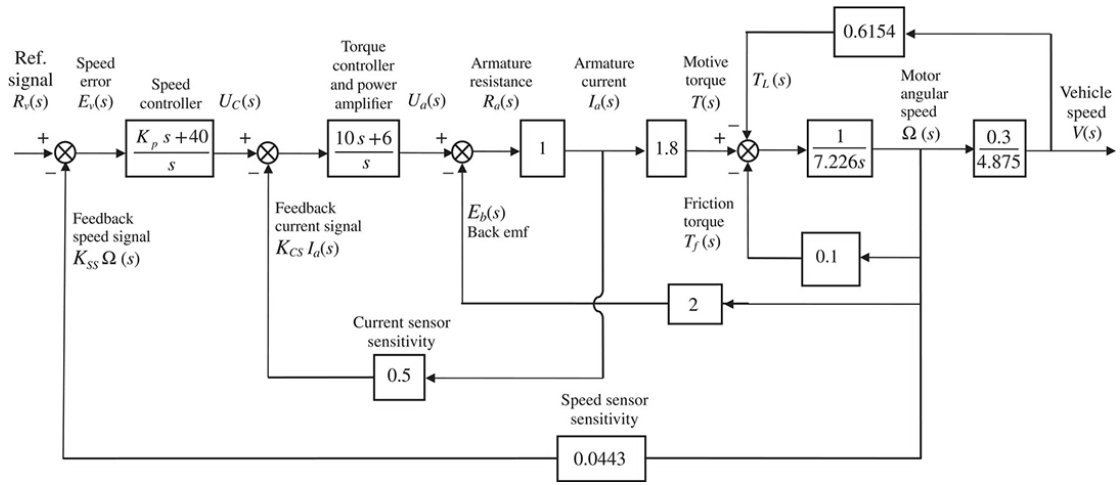 0.6154
Ref.
signal
R_v(s)
Speed
error
E_v(s)
Speed
controller
U_C(s)
Torque
controller
and power
amplifier
U_a(s)
Armature
resistance
R_a(s)
Armature
current
I_a(s)
Motive
torque
T(s)
T_L(s)
Motor
angular
speed
Ω(s)
Vehicle
speed
V(s)
+
−
K_p s+40
s
+
−
10s+6
s
+
−
1
1.8
+
−
−
1
7.226s
0.3
4.875
Feedback
speed signal
K_SS Ω(s)
Feedback
current signal
K_CS I_a(s)
E_b(s)
Back emf
Friction
torque
T_f(s)
0.1
2
Current sensor
sensitivity
0.5
Speed sensor
sensitivity
0.0443